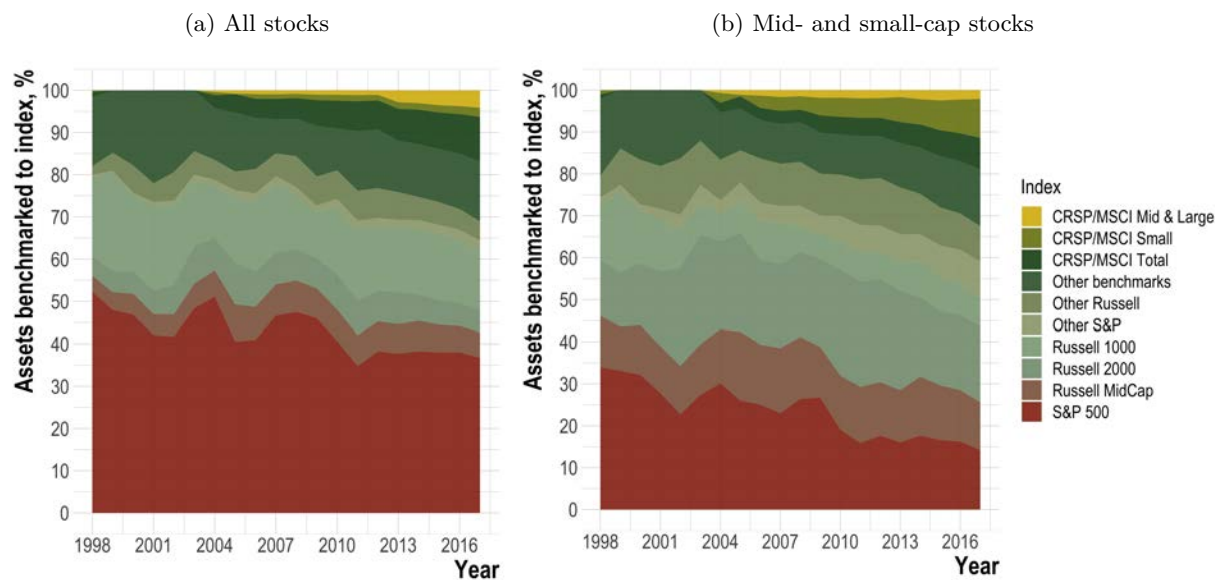 (a) All stocks
(b) Mid- and small-cap stocks
Assets benchmarked to index, %
100
90
80
70
60
50
40
30
20
10
0
1998 2001 2004 2007 2010 2013 2016
Year
Assets benchmarked to index, %
100
90
80
70
60
50
40
30
20
10
0
1998 2001 2004 2007 2010 2013 2016
Year
Index
CRSP/MSCI Mid & Large
CRSP/MSCI Small
CRSP/MSCI Total
Other benchmarks
Other Russell
Other S&P
Russell 1000
Russell 2000
Russell MidCap
S&P 500